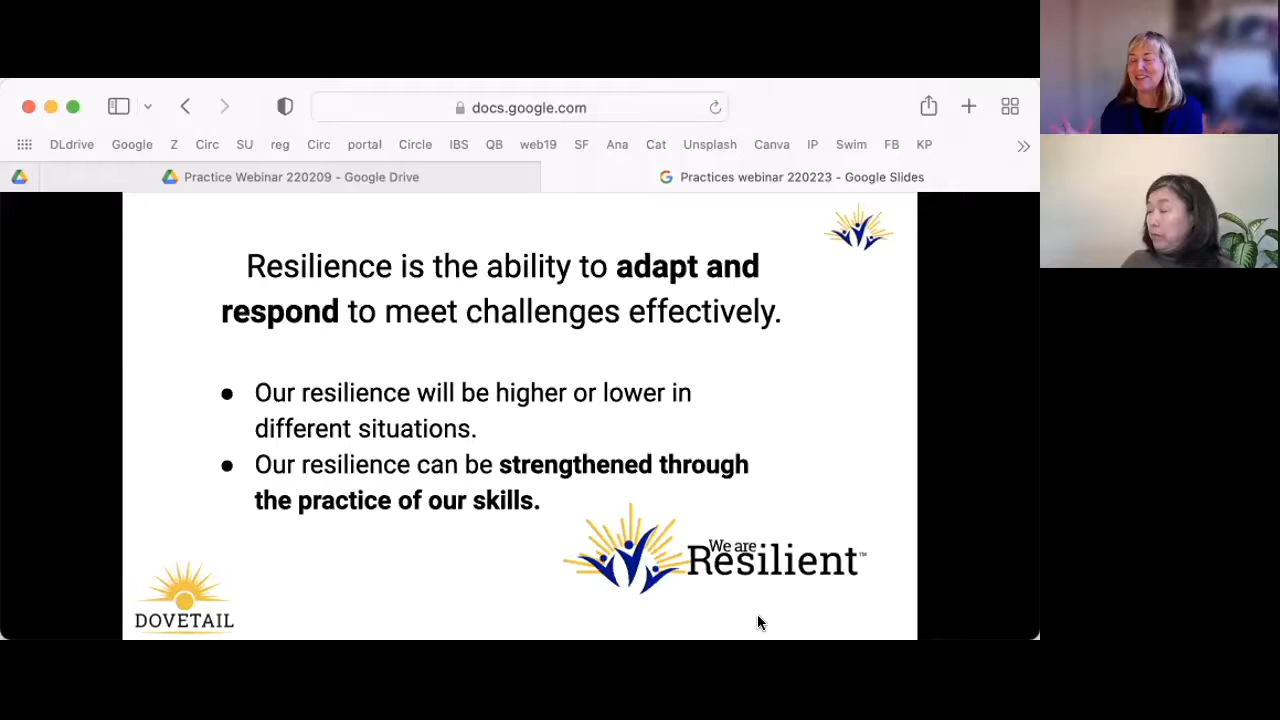 docs.google.com
DLdrive Google Z Circ SU reg Circ portal Circle IBS QB web19 SF Ana Cat Unsplash Canva IP Swim FB KP
Practice Webinar 220209 - Google Drive
Practices webinar 220223 - Google Slides
Resilience is the ability to adapt and
respond to meet challenges effectively.
● Our resilience will be higher or lower in
different situations.
● Our resilience can be strengthened through
the practice of our skills.
We are
Resilient™
DOVETAIL